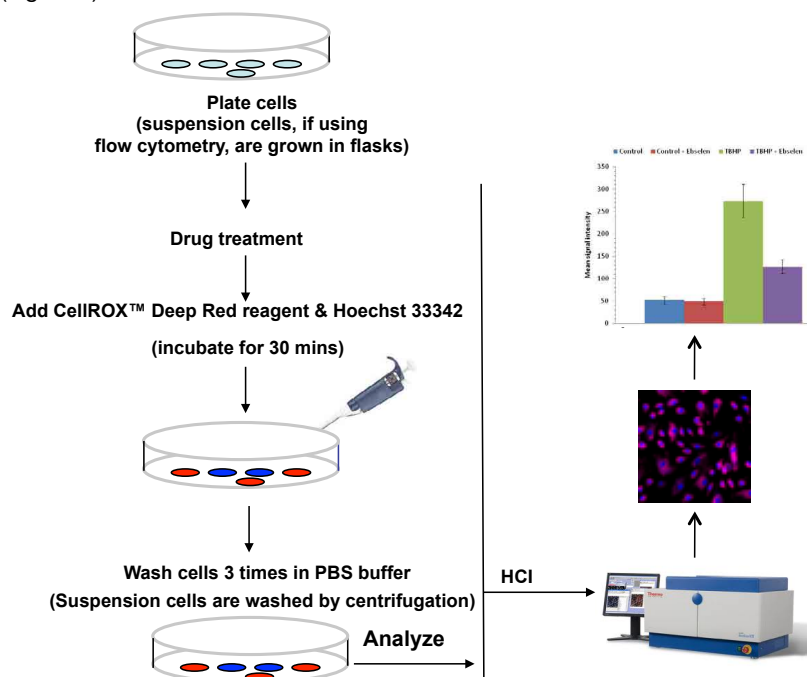 Plate cells
(suspension cells, if using
flow cytometry, are grown in flasks)
Drug treatment
Add CellROX™ Deep Red reagent & Hoechst 33342
(incubate for 30 mins)
Wash cells 3 times in PBS buffer
(Suspension cells are washed by centrifugation)
Analyze
HCI
Control
Control + Ebselen
TBHP
TBHP + Ebselen
Mean signal intensity
350
300
250
200
150
100
50
0
Thermo